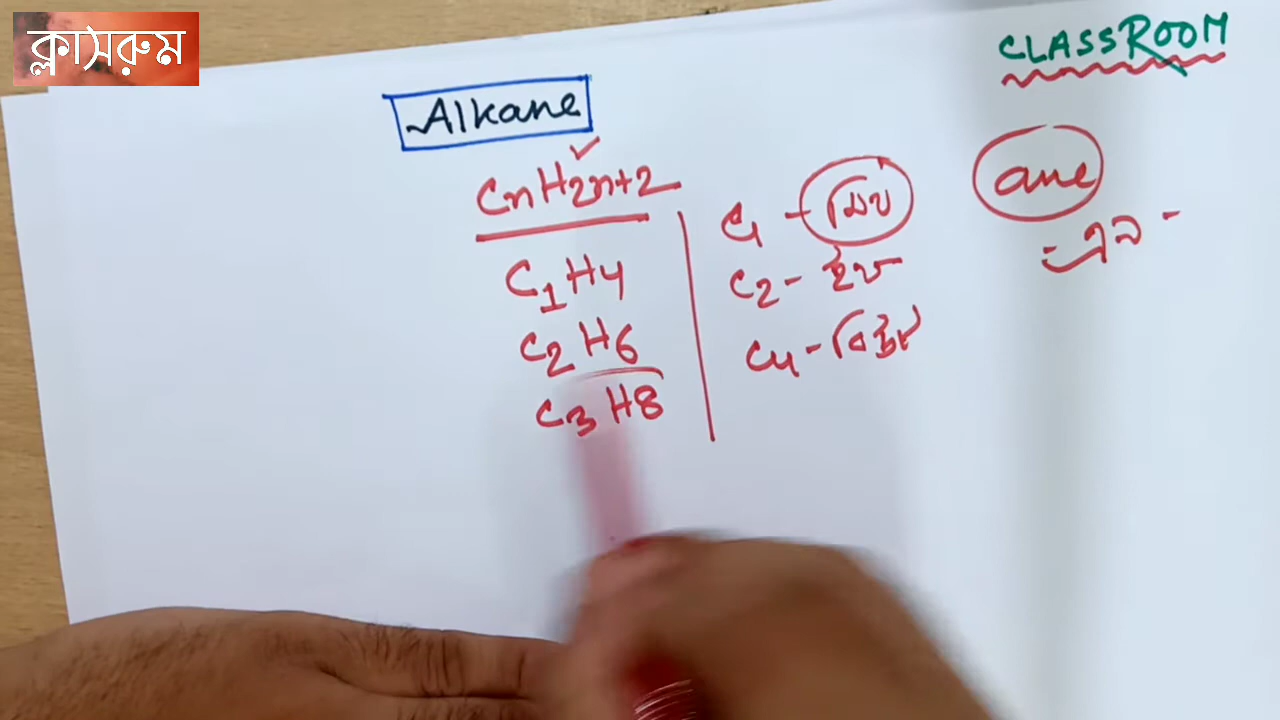 ক্লাসরুম
CLASSROOM
Alkane
CnH2n+2
C1H4
C2H6
C3H8
C1 - মিথ
C2 - ইথ
C4 - বিউট
ane
- এন -